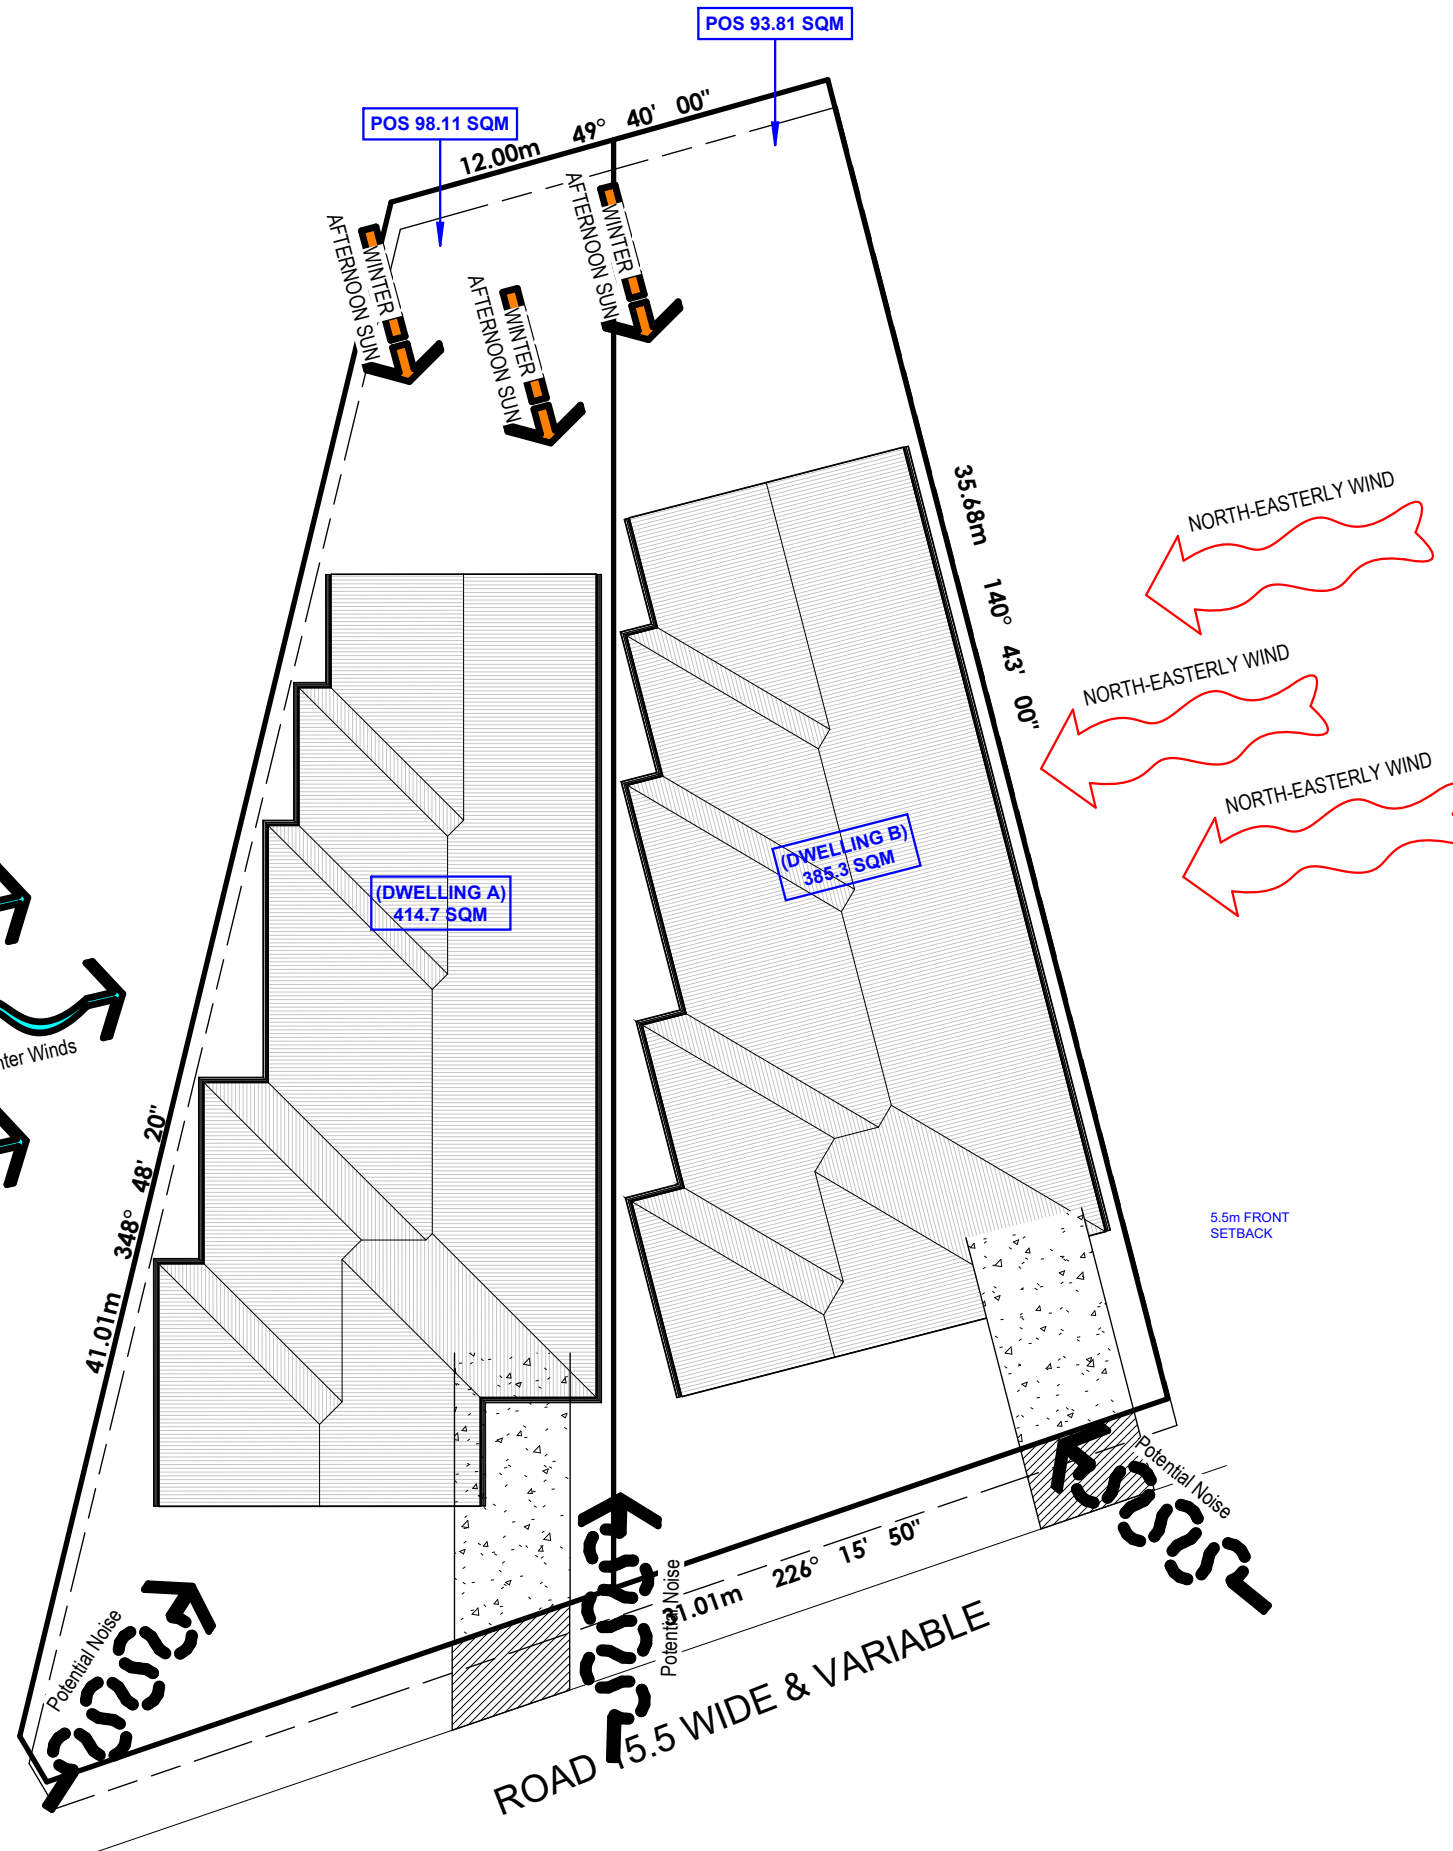 POS 93.81 SQM
POS 98.11 SQM
12.00m 49° 40' 00"
WINTER
AFTERNOON SUN
WINTER
AFTERNOON SUN
WINTER
AFTERNOON SUN
35.68m 140° 43' 00"
NORTH-EASTERLY WIND
NORTH-EASTERLY WIND
NORTH-EASTERLY WIND
(DWELLING A)
414.7 SQM
(DWELLING B)
385.3 SQM
Winds
41.01m 348° 48' 20"
5.5m FRONT
SETBACK
Potential Noise
Potential Noise
Potential Noise
226° 15' 50"
ROAD 15.5 WIDE & VARIABLE